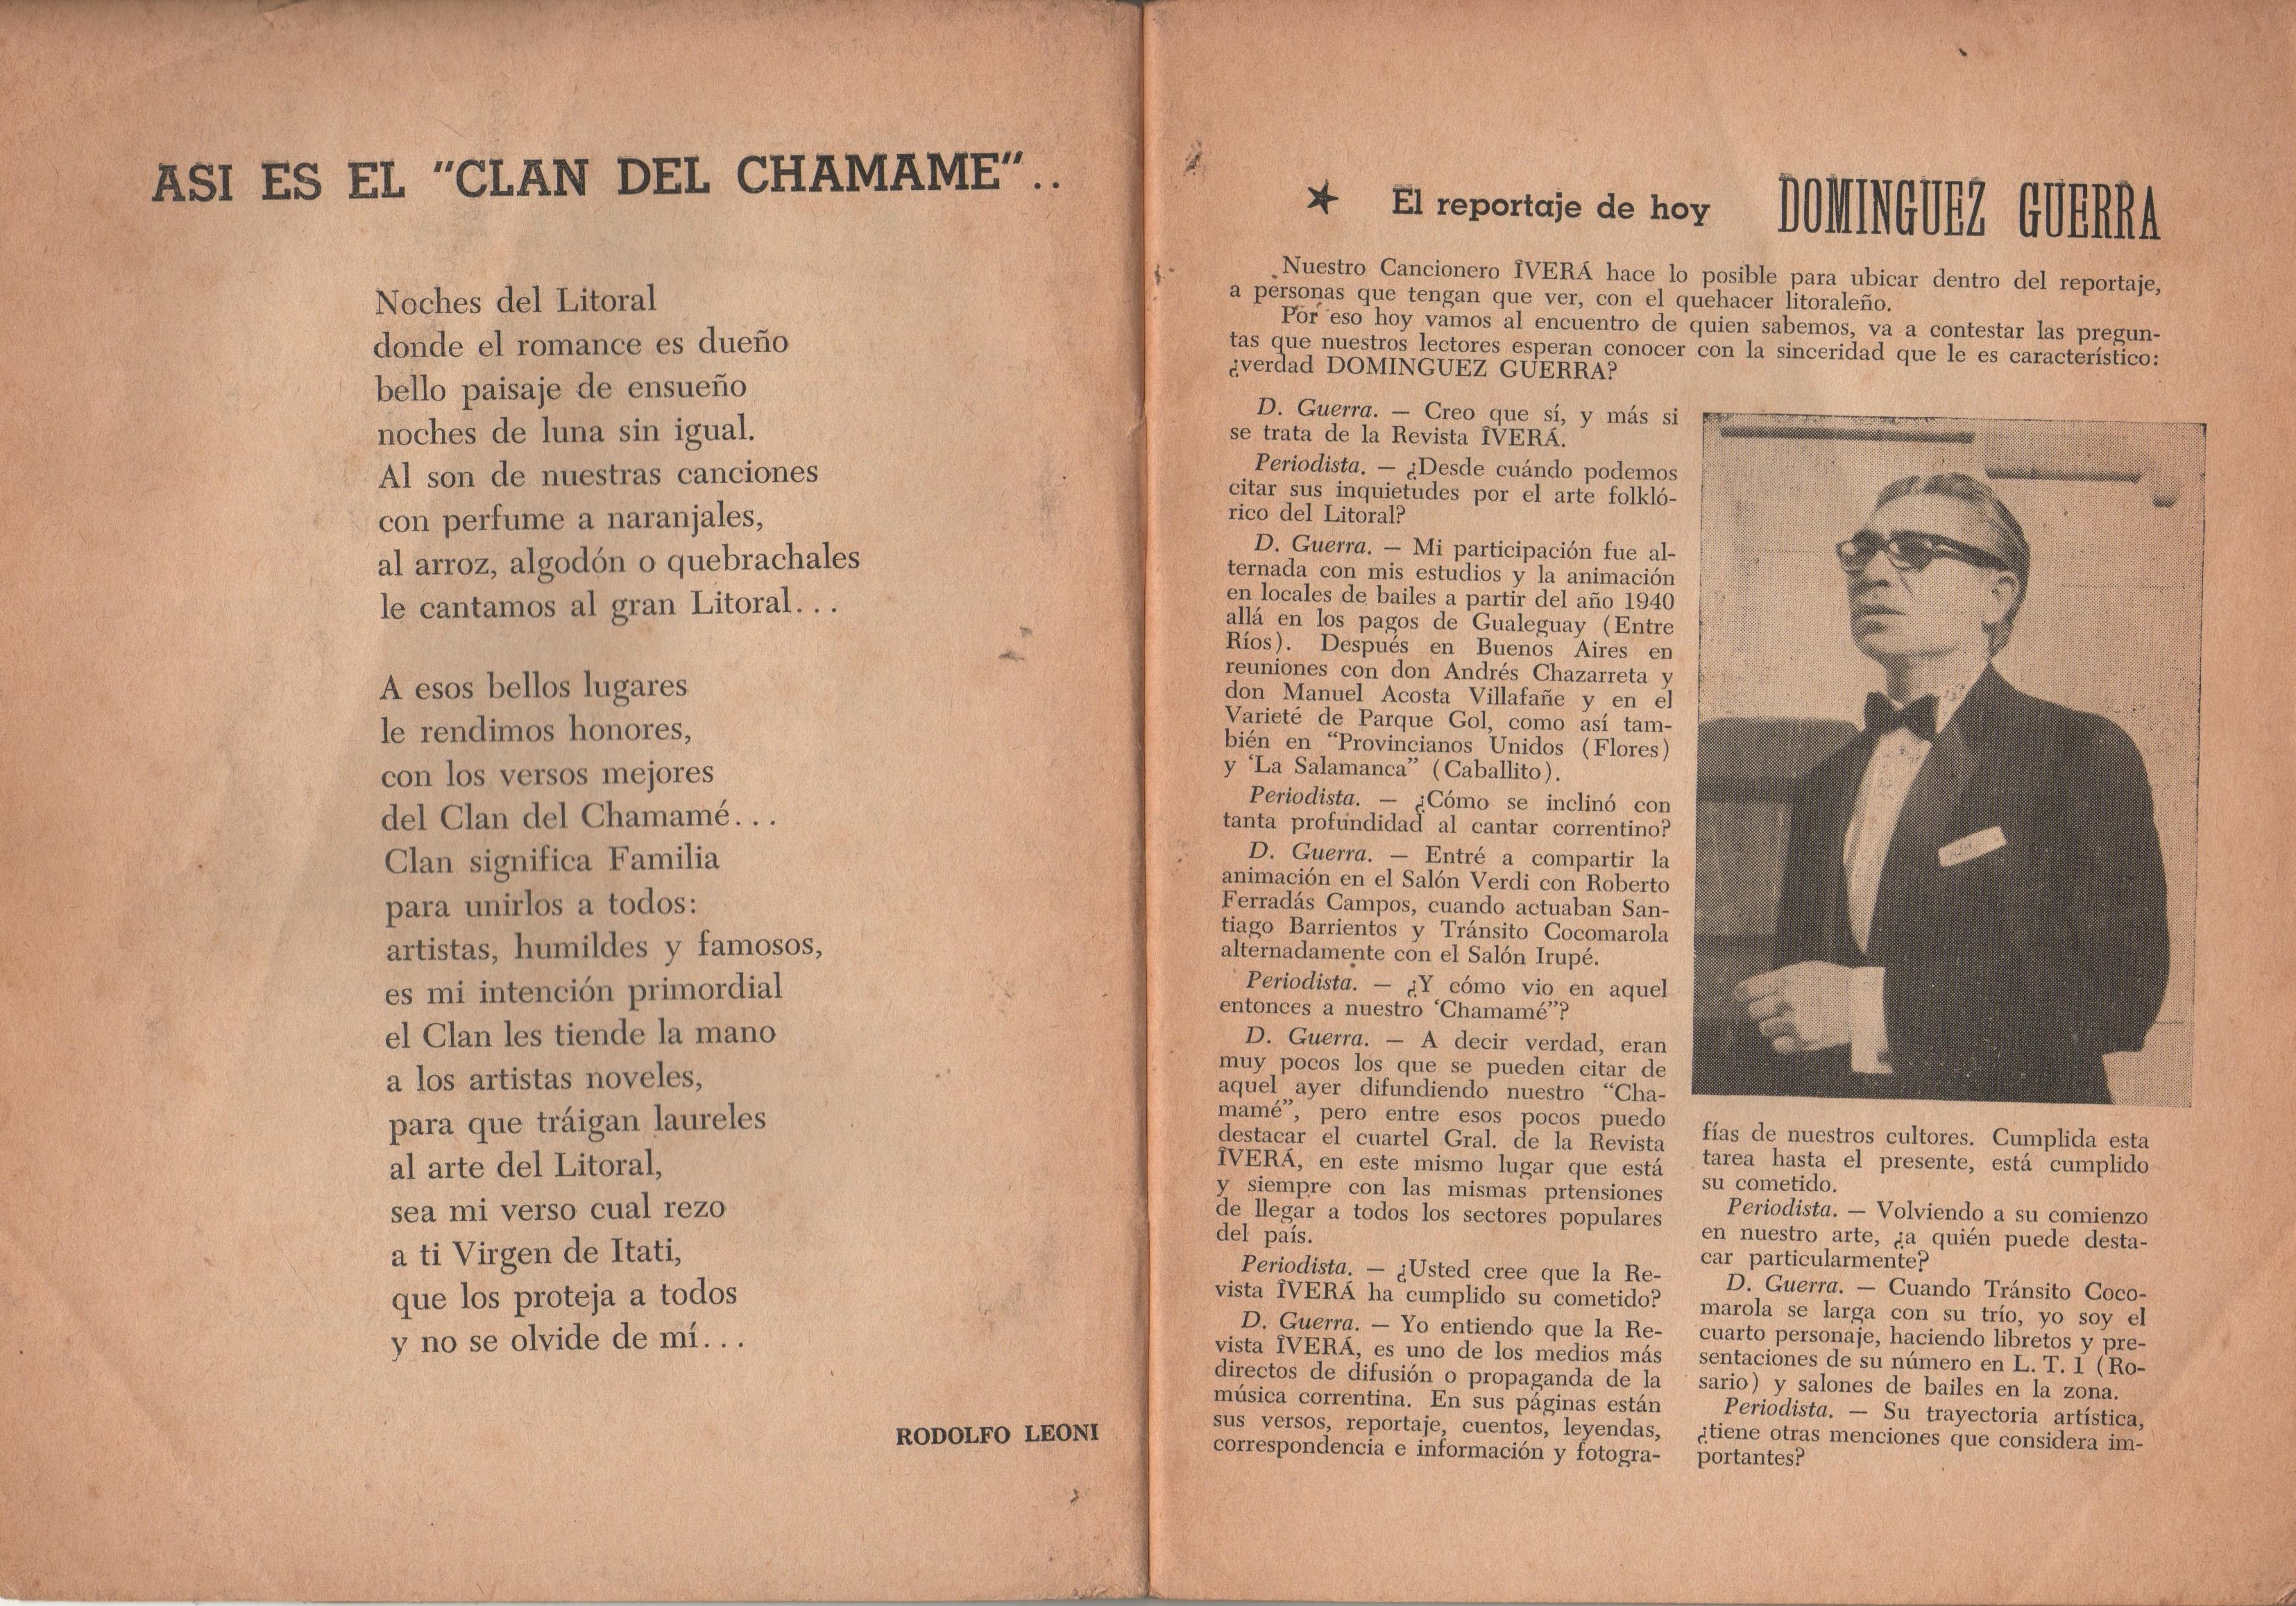 ASI ES EL "CLAN DEL CHAMAME"..
Noches del Litoral
donde el romance es dueño
bello paisaje de ensueño
noches de luna sin igual.
Al son de nuestras canciones
con perfume a naranjales,
al arroz, algodón o quebrachales
le cantamos al gran Litoral...
A esos bellos lugares
le rendimos honores,
con los versos mejores
del Clan del Chamamé...
Clan significa Familia
para unirlos a todos:
artistas, humildes y famosos,
es mi intención primordial
el Clan les tiende la mano
a los artistas noveles,
para que tráigan laureles
al arte del Litoral,
sea mi verso cual rezo
a ti Virgen de Itati,
que los proteja a todos
y no se olvide de mí...
RODOLFO LEONI
★ El reportaje de hoy DOMINGUEZ GUERRA
Nuestro Cancionero ÎVERÁ hace lo posible para ubicar dentro del reportaje,
a personas que tengan que ver, con el quehacer litoraleño.
Por eso hoy vamos al encuentro de quien sabemos, va a contestar las pregun-
tas que nuestros lectores esperan conocer con la sinceridad que le es característico:
¿verdad DOMINGUEZ GUERRA?
D. Guerra. — Creo que sí, y más si
se trata de la Revista ÎVERÁ.
Periodista. — ¿Desde cuándo podemos
citar sus inquietudes por el arte folkló-
rico del Litoral?
D. Guerra. — Mi participación fue al-
ternada con mis estudios y la animación
en locales de bailes a partir del año 1940
allá en los pagos de Gualeguay (Entre
Ríos). Después en Buenos Aires en
reuniones con don Andrés Chazarreta y
don Manuel Acosta Villafañe y en el
Varieté de Parque Gol, como así tam-
bién en "Provincianos Unidos (Flores)
y 'La Salamanca" (Caballito).
Periodista. — ¿Cómo se inclinó con
tanta profundidad al cantar correntino?
D. Guerra. — Entré a compartir la
animación en el Salón Verdi con Roberto
Ferradás Campos, cuando actuaban San-
tiago Barrientos y Tránsito Cocomarola
alternadamente con el Salón Irupé.
Periodista. — ¿Y cómo vio en aquel
entonces a nuestro 'Chamamé"?
D. Guerra. — A decir verdad, eran
muy pocos los que se pueden citar de
aquel ayer difundiendo nuestro "Cha-
mamé", pero entre esos pocos puedo
destacar el cuartel Gral. de la Revista
ÎVERÁ, en este mismo lugar que está
y siempre con las mismas prtensiones
de llegar a todos los sectores populares
del país.
Periodista. — ¿Usted cree que la Re-
vista ÎVERÁ ha cumplido su cometido?
D. Guerra. — Yo entiendo que la Re-
vista ÎVERÁ, es uno de los medios más
directos de difusión o propaganda de la
música correntina. En sus páginas están
sus versos, reportaje, cuentos, leyendas,
correspondencia e información y fotogra-
fías de nuestros cultores. Cumplida esta
tarea hasta el presente, está cumplido
su cometido.
Periodista. — Volviendo a su comienzo
en nuestro arte, ¿a quién puede desta-
car particularmente?
D. Guerra. — Cuando Tránsito Coco-
marola se larga con su trío, yo soy el
cuarto personaje, haciendo libretos y pre-
sentaciones de su número en L. T. 1 (Ro-
sario) y salones de bailes en la zona.
Periodista. — Su trayectoria artística,
¿tiene otras menciones que considera im-
portantes?